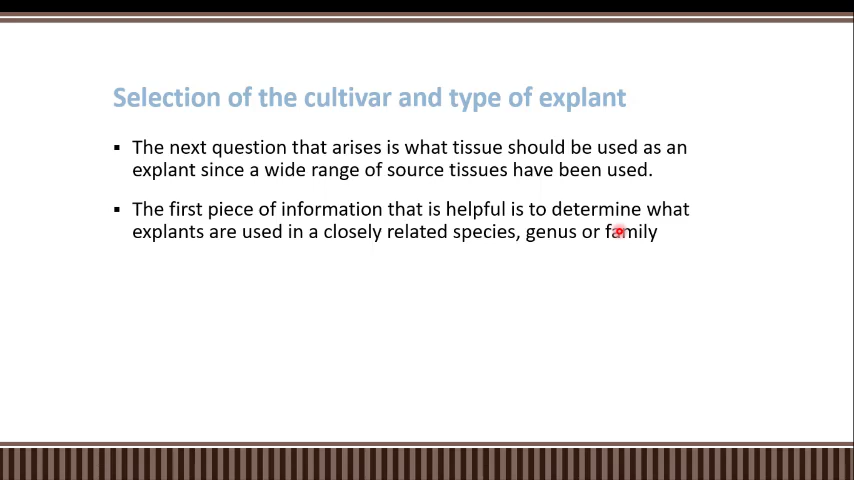 Selection of the cultivar and type of explant
▪ The next question that arises is what tissue should be used as an
explant since a wide range of source tissues have been used.
▪ The first piece of information that is helpful is to determine what
explants are used in a closely related species, genus or family